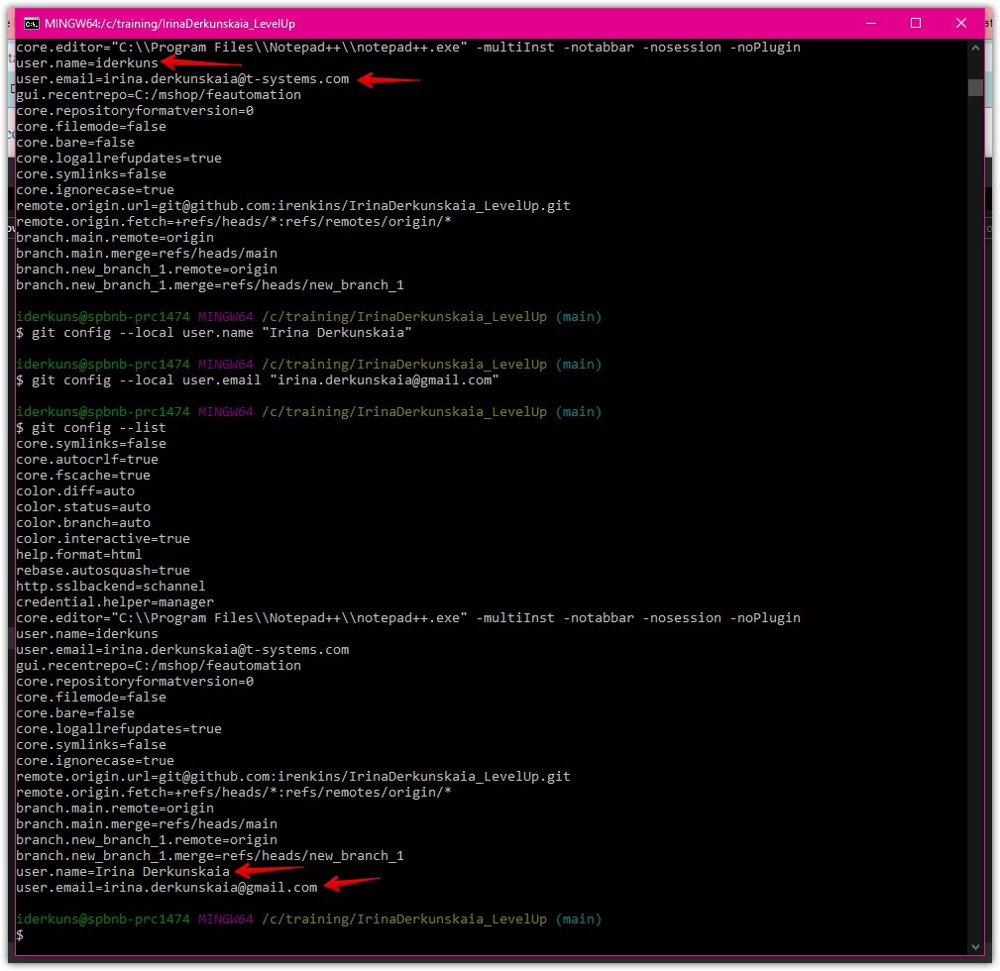 MINGW64:/c/training/IrinaDerkunskaia_LevelUp
core.editor="C:\\Program Files\\Notepad++\\notepad++.exe" -multiInst -notabbar -nosession -noPlugin
user.name=iderkuns
user.email=irina.derkunskaia@t-systems.com
gui.recentrepo=C:/mshop/feautomation
core.repositoryformatversion=0
core.filemode=false
core.bare=false
core.logallrefupdates=true
core.symlinks=false
core.ignorecase=true
remote.origin.url=git@github.com:irenkins/IrinaDerkunskaia_LevelUp.git
remote.origin.fetch=+refs/heads/*:refs/remotes/origin/*
branch.main.remote=origin
branch.main.merge=refs/heads/main
branch.new_branch_1.remote=origin
branch.new_branch_1.merge=refs/heads/new_branch_1
iderkuns@spbnb-prc1474 MINGW64 /c/training/IrinaDerkunskaia_LevelUp (main)
$ git config --local user.name "Irina Derkunskaia"
iderkuns@spbnb-prc1474 MINGW64 /c/training/IrinaDerkunskaia_LevelUp (main)
$ git config --local user.email "irina.derkunskaia@gmail.com"
iderkuns@spbnb-prc1474 MINGW64 /c/training/IrinaDerkunskaia_LevelUp (main)
$ git config --list
core.symlinks=false
core.autocrlf=true
core.fscache=true
color.diff=auto
color.status=auto
color.branch=auto
color.interactive=true
help.format=html
rebase.autosquash=true
http.sslbackend=schannel
credential.helper=manager
core.editor="C:\\Program Files\\Notepad++\\notepad++.exe" -multiInst -notabbar -nosession -noPlugin
user.name=iderkuns
user.email=irina.derkunskaia@t-systems.com
gui.recentrepo=C:/mshop/feautomation
core.repositoryformatversion=0
core.filemode=false
core.bare=false
core.logallrefupdates=true
core.symlinks=false
core.ignorecase=true
remote.origin.url=git@github.com:irenkins/IrinaDerkunskaia_LevelUp.git
remote.origin.fetch=+refs/heads/*:refs/remotes/origin/*
branch.main.remote=origin
branch.main.merge=refs/heads/main
branch.new_branch_1.remote=origin
branch.new_branch_1.merge=refs/heads/new_branch_1
user.name=Irina Derkunskaia
user.email=irina.derkunskaia@gmail.com
iderkuns@spbnb-prc1474 MINGW64 /c/training/IrinaDerkunskaia_LevelUp (main)
$